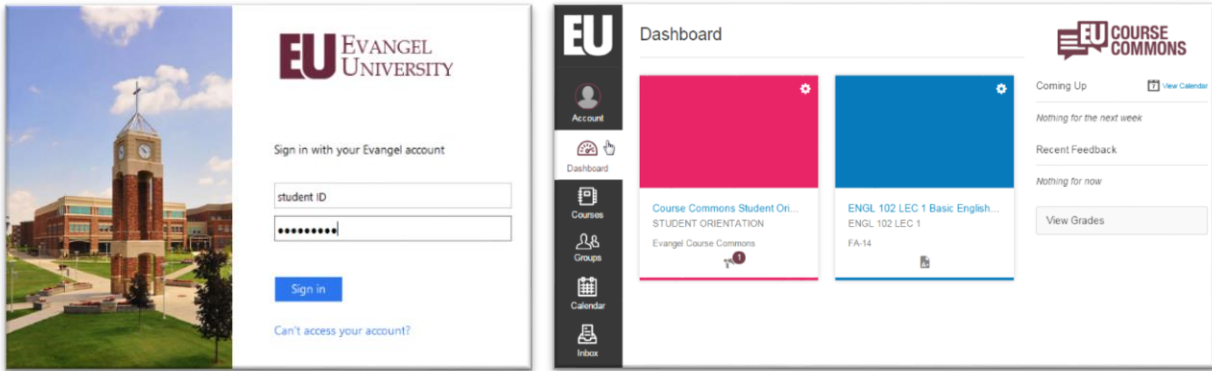 EU EVANGEL
UNIVERSITY
Sign in with your Evangel account
student ID
•••••••••
Sign in
Can't access your account?
EU
Account
Dashboard
Courses
Groups
Calendar
Inbox
Dashboard
Course Commons Student Ori...
STUDENT ORIENTATION
Evangel Course Commons
1
ENGL 102 LEC 1 Basic English...
ENGL 102 LEC 1
FA-14
EU COURSE
COMMONS
Coming Up 7 View Calendar
Nothing for the next week
Recent Feedback
Nothing for now
View Grades